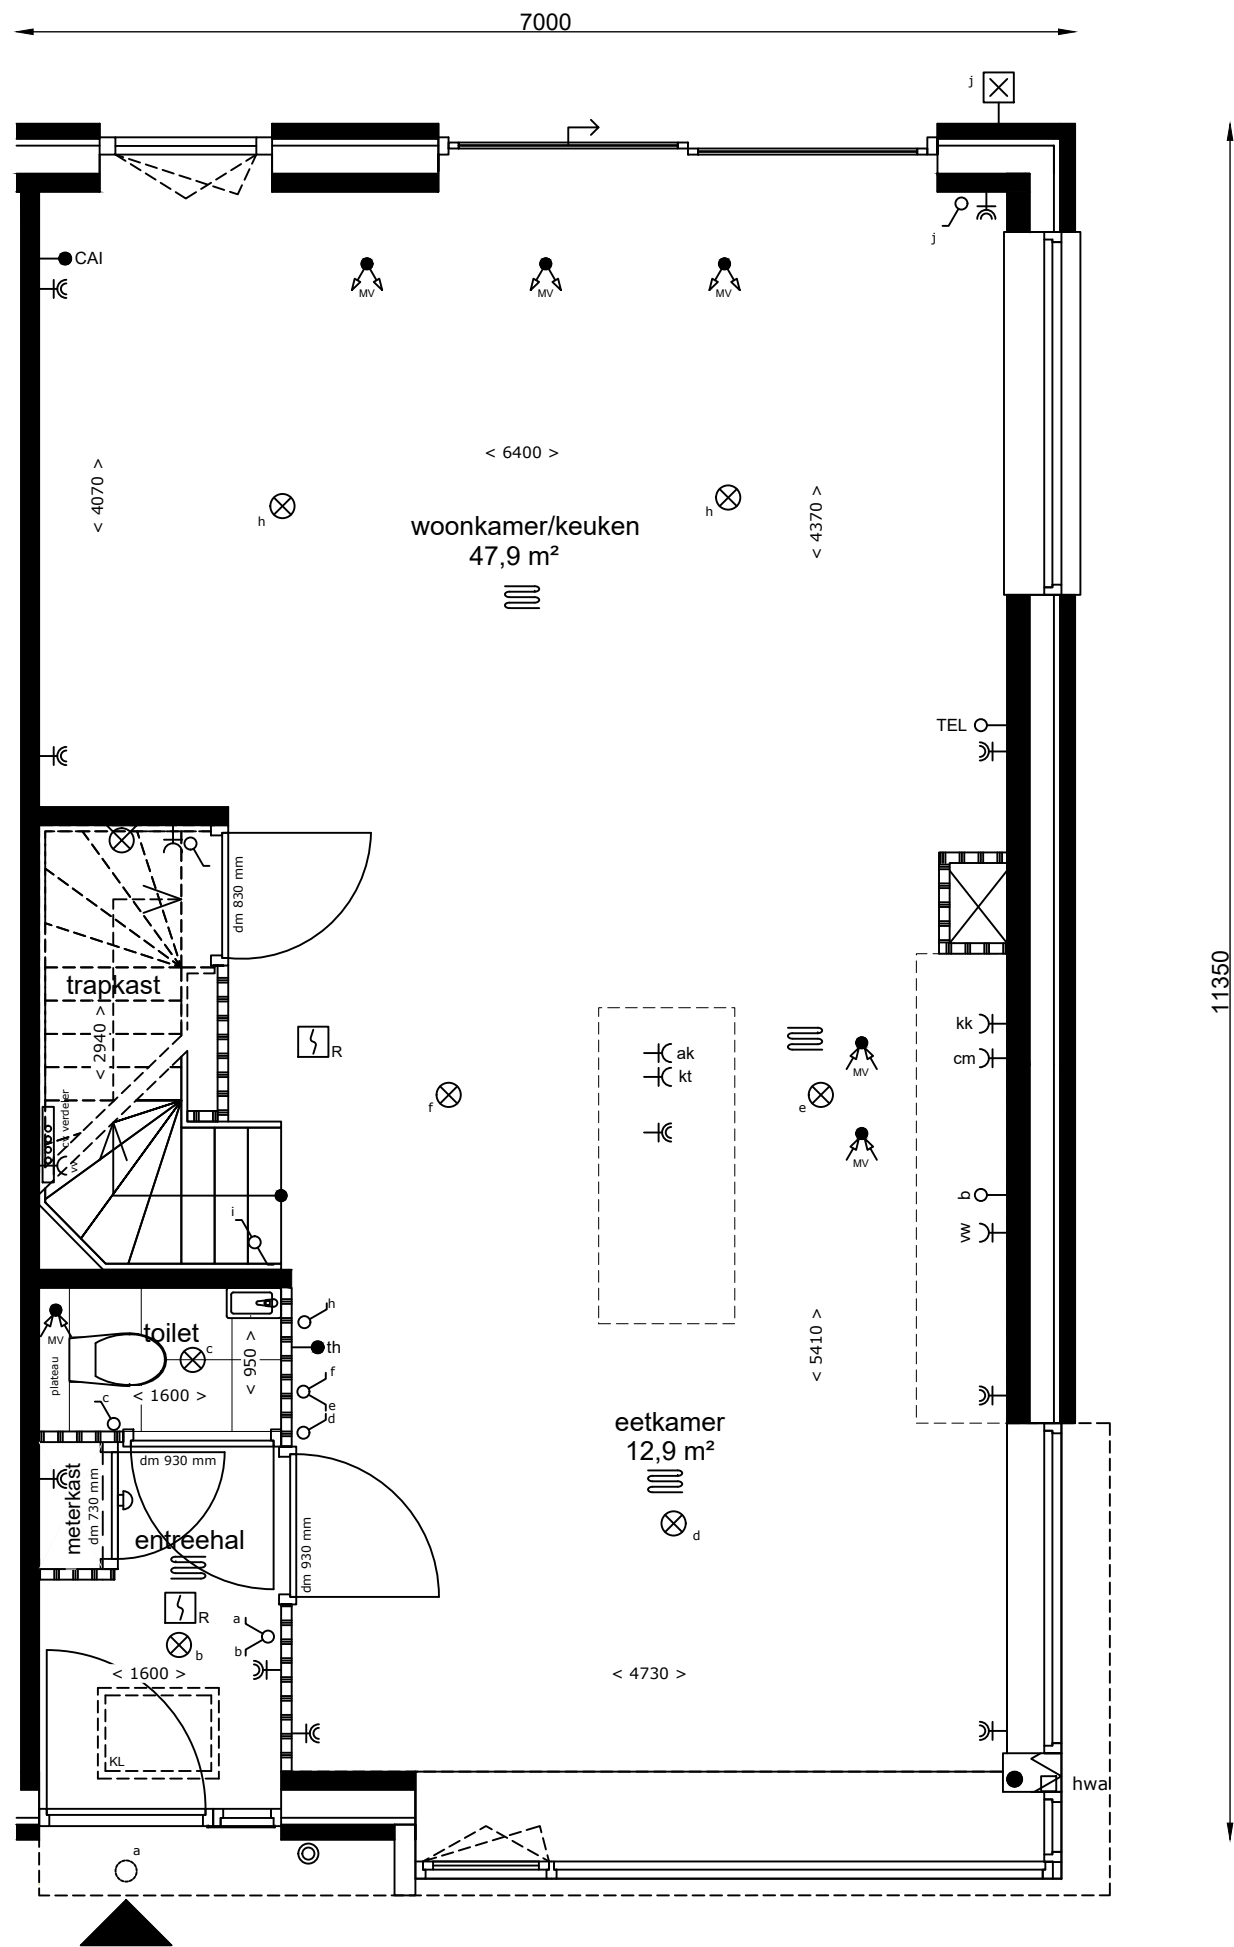 7000
j
j
CAI
MV
MV
MV
< 6400 >
< 4070 >
< 4370 >
h
h
woonkamer/keuken
47,9 m²
TEL
dm 830 mm
trapkast
< 2940 >
11350
R
kk
cm
ak
kt
MV
f
e
cv verdeler
vv
MV
b
vw
i
h
MV
toilet
c
th
plateau
< 1600 >
< 950 >
< 5410 >
f
e
d
c
eetkamer
12,9 m²
dm 930 mm
meterkast
dm 730 mm
entreehal
dm 930 mm
d
R
a
b
b
< 1600 >
< 4730 >
KL
hwa
a